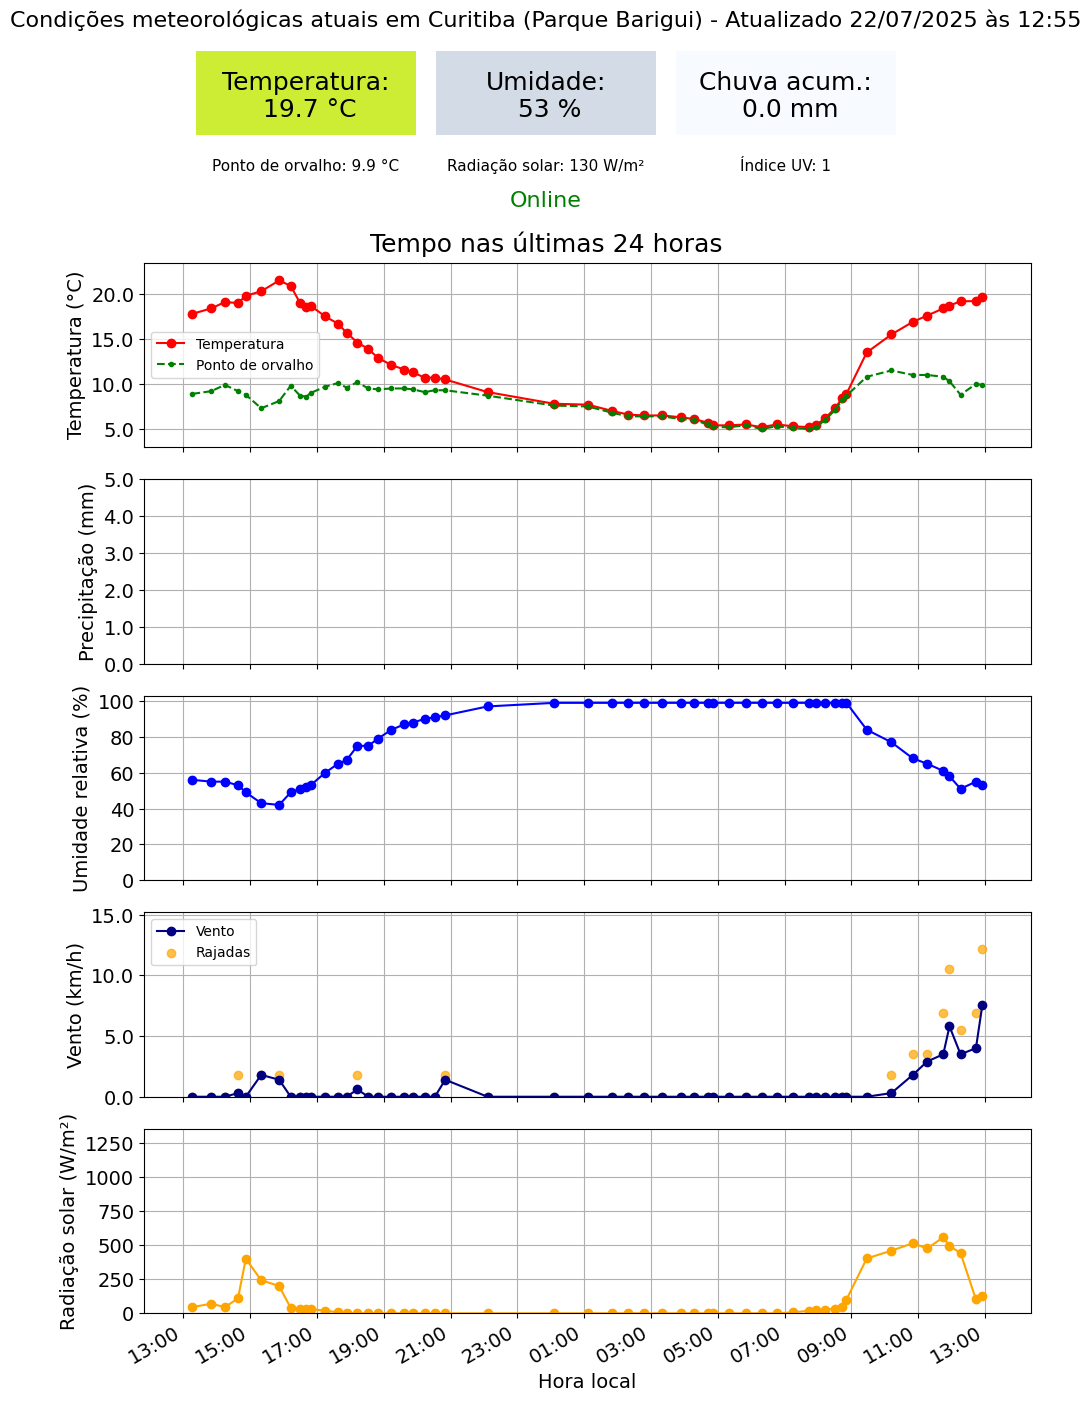 Condições meteorológicas atuais em Curitiba (Parque Barigui) - Atualizado 22/07/2025 às 12:55
Temperatura:
19.7 °C
Umidade:
53 %
Chuva acum.:
0.0 mm
Ponto de orvalho: 9.9 °C
Radiação solar: 130 W/m²
Índice UV: 1
Online
Tempo nas últimas 24 horas
Temperatura (°C)
20.0
15.0
10.0
5.0
Temperatura
Ponto de orvalho
Precipitação (mm)
5.0
4.0
3.0
2.0
1.0
0.0
Umidade relativa (%)
100
80
60
40
20
0
Vento (km/h)
15.0
10.0
5.0
0.0
Vento
Rajadas
Radiação solar (W/m²)
1250
1000
750
500
250
0
13:00
15:00
17:00
19:00
21:00
23:00
01:00
03:00
05:00
07:00
09:00
11:00
13:00
Hora local